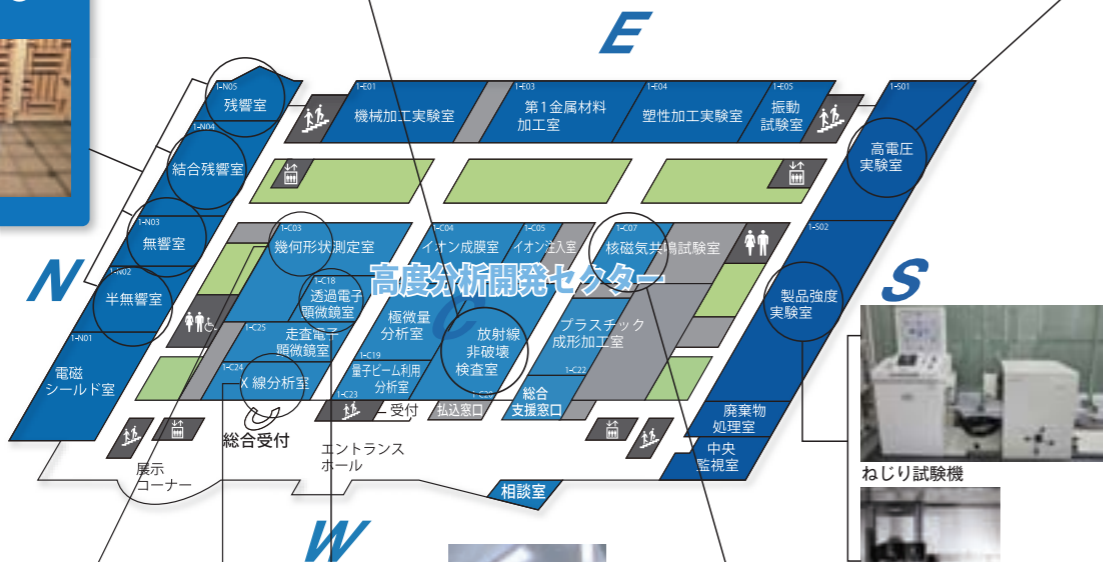 E
1-N05
残響室
1-E01
機械加工実験室
1-E03
第1金属材料
加工室
1-E04
塑性加工実験室
1-E05
振動
試験室
1-S01
高電圧
実験室
1-N04
結合残響室
1-N03
無響室
1-C03
幾何形状測定室
1-C04
イオン成膜室
1-C05
イオン注入室
1-C07
核磁気共鳴試験室
1-S02
製品強度
実験室
N
高度分析開発セクター
S
1-N02
半無響室
1-C18
透過電子
顕微鏡室
極微量
分析室
C
放射線
非破壊
検査室
プラスチック
成形加工室
1-N01
電磁
シールド室
1-C25
走査電子
顕微鏡室
1-C24
X 線分析室
1-C19
量子ビーム利用
分析室
1-C23
受付
払込窓口
1-C22
総合
支援窓口
廃棄物
処理室
中央
監視室
総合受付
エントランス
ホール
展示
コーナー
相談室
W
ねじり試験機